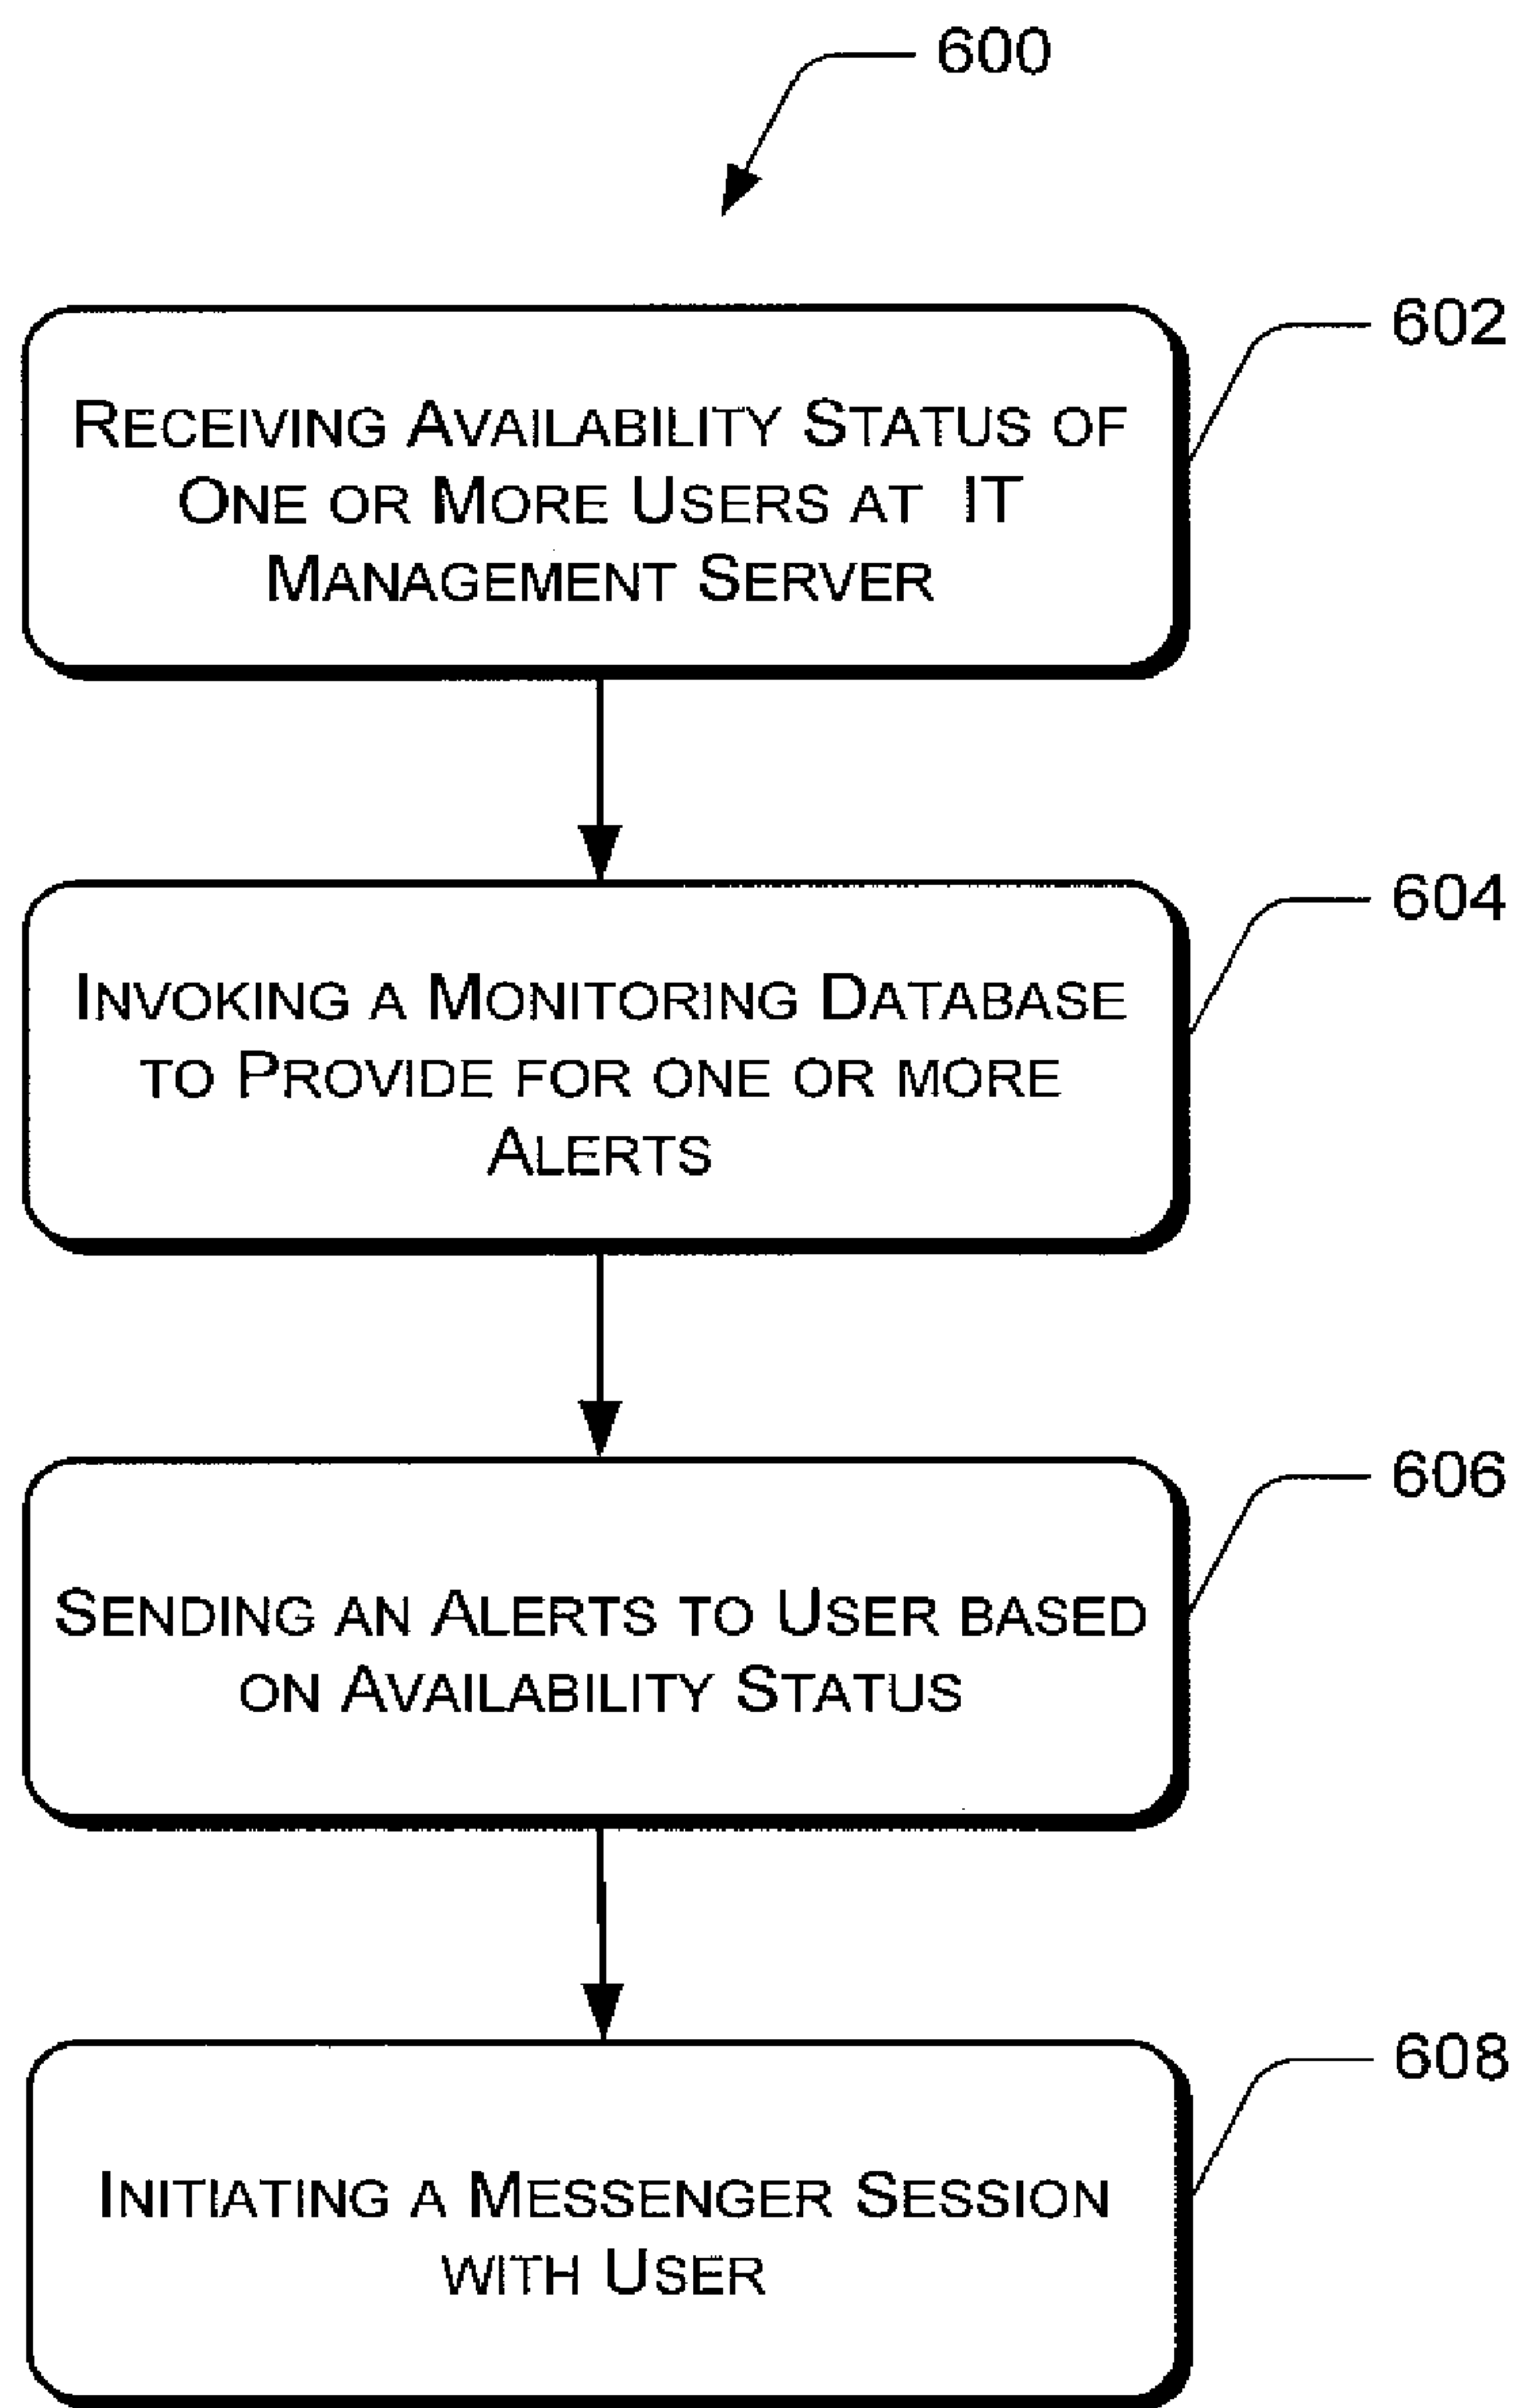 600
602
RECEIVING AVAILABILITY STATUS OF
ONE OR MORE USERS AT IT
MANAGEMENT SERVER
604
INVOKING A MONITORING DATABASE
TO PROVIDE FOR ONE OR MORE
ALERTS
606
SENDING AN ALERTS TO USER BASED
ON AVAILABILITY STATUS
608
INITIATING A MESSENGER SESSION
WITH USER